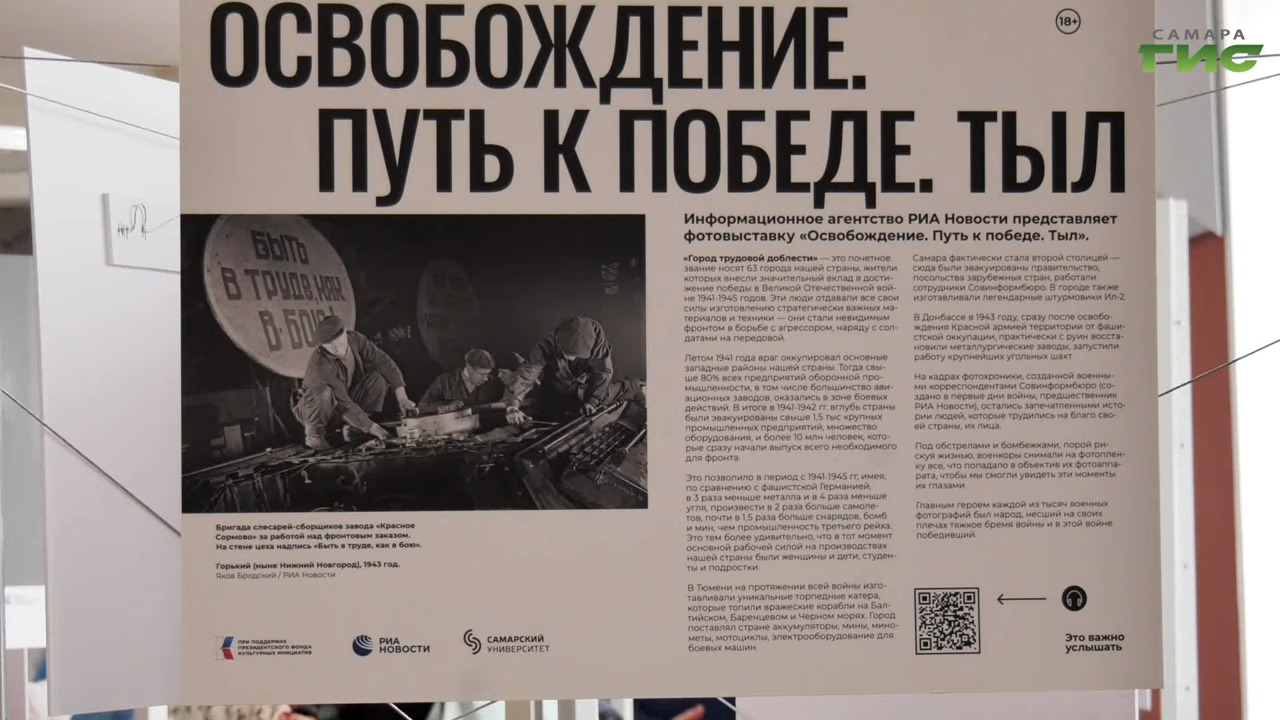 ОСВОБОЖДЕНИЕ.
18+
САМАРА
ГИС
ПУТЬ К ПОБЕДЕ. ТЫЛ
БЫТЬ
В ТРУДЕ, КАК
В БОЮ
Информационное агентство РИА Новости представляет
фотовыставку «Освобождение. Путь к победе. Тыл».
«Город трудовой доблести» — это почетное
звание носят 63 города нашей страны, жители
которых внесли значительный вклад в дости-
жение победы в Великой Отечественной вой-
не 1941-1945 годов. Эти люди отдавали все свои
силы изготовлению стратегически важных ма-
териалов и техники — они стали невидимым
фронтом в борьбе с агрессором, наряду с сол-
датами на передовой.
Летом 1941 года враг оккупировал основные
западные районы нашей страны. Тогда свы-
ше 80% всех предприятий оборонной про-
мышленности, в том числе большинство ави-
ационных заводов, оказались в зоне боевых
действий. В итоге в 1941-1942 гг. вглубь страны
были эвакуированы свыше 1,5 тыс крупных
промышленных предприятий, множество
оборудования, и более 10 млн человек, кото-
рые сразу начали выпуск всего необходимого
для фронта.
Это позволило в период с 1941-1945 гг, имея,
по сравнению с фашистской Германией,
в 3 раза меньше металла и в 4 раза меньше
угля, произвести в 2 раза больше самоле-
тов, почти в 1,5 раза больше снарядов, бомб
и мин, чем промышленность третьего рейха.
Это тем более удивительно, что в тот момент
основной рабочей силой на производствах
нашей страны были женщины и дети, студен-
ты и подростки.
В Тюмени на протяжении всей войны изго-
тавливали уникальные торпедные катера,
которые топили вражеские корабли на Бал-
тийском, Баренцевом и Черном морях. Город
поставлял стране аккумуляторы, мины, мино-
меты, мотоциклы, электрооборудование для
боевых машин.
Самара фактически стала второй столицей —
сюда были эвакуированы правительство,
посольства зарубежных стран, работали
сотрудники Совинформбюро. В городе также
изготавливали легендарные штурмовики Ил-2.
В Донбассе в 1943 году, сразу после освобо-
ждения Красной армией территории от фаши-
стской оккупации, практически с руин восста-
новили металлургические заводы, запустили
работу крупнейших угольных шахт.
На кадрах фотохроники, созданной военны-
ми корреспондентами Совинформбюро (со-
здано в первые дни войны, предшественник
РИА Новости), остались запечатленными исто-
рии людей, которые трудились на благо сво-
ей страны, их лица.
Под обстрелами и бомбежками, порой ри-
скуя жизнью, военкоры снимали на фотоплен-
ку все, что попадало в объектив их фотоаппа-
рата, чтобы мы смогли увидеть эти моменты
их глазами.
Главным героем каждой из тысяч военных
фотографий был народ, несший на своих
плечах тяжкое бремя войны и в этой войне
победивший.
Бригада слесарей-сборщиков завода «Красное
Сормово» за работой над фронтовым заказом.
На стене цеха надпись «Быть в труде, как в бою».
Горький (ныне Нижний Новгород), 1943 год.
Яков Бродский / РИА Новости
ПРИ ПОДДЕРЖКЕ
ПРЕЗИДЕНТСКОГО ФОНДА
КУЛЬТУРНЫХ ИНИЦИАТИВ
РИА
НОВОСТИ
САМАРСКИЙ
УНИВЕРСИТЕТ
Это важно
услышать